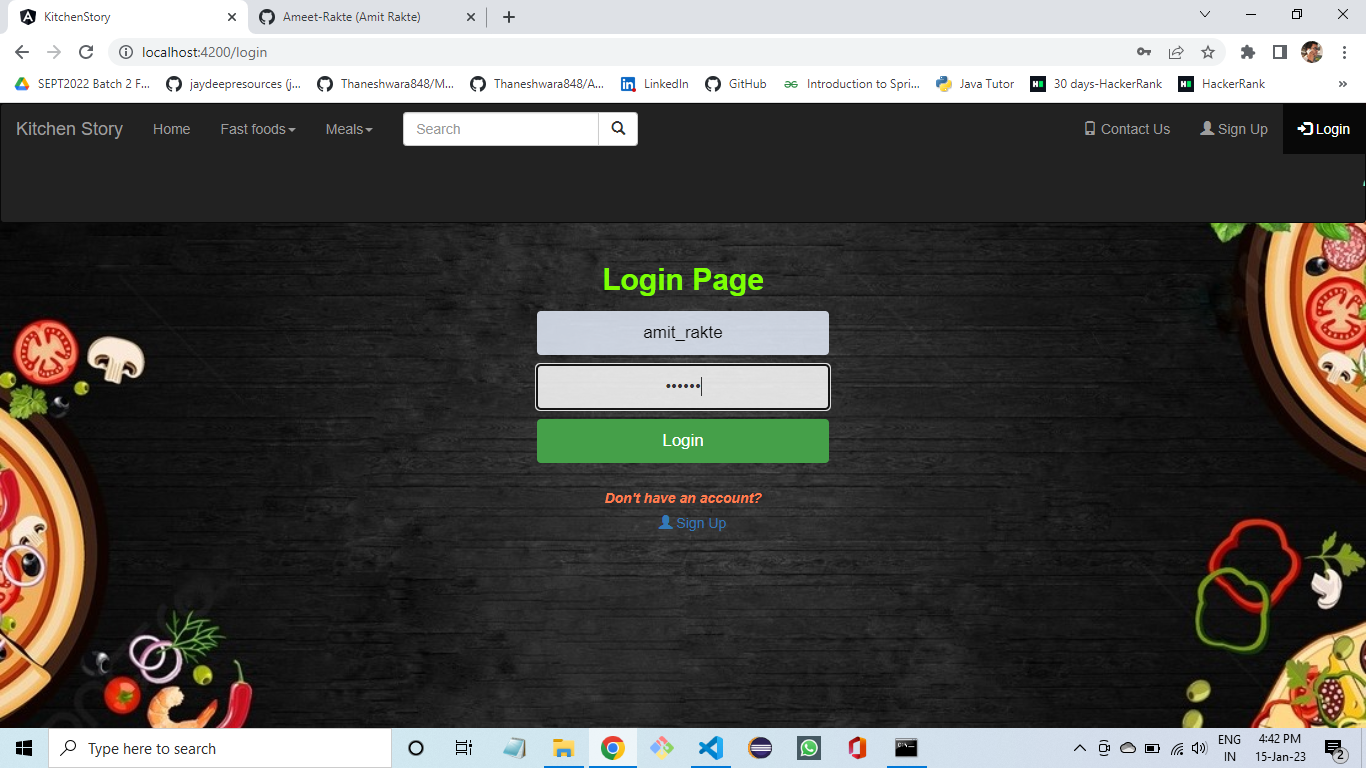 KitchenStory
Ameet-Rakte (Amit Rakte)
localhost:4200/login
SEPT2022 Batch 2 F...
jaydeepresources (j...
Thaneshwara848/M...
Thaneshwara848/A...
LinkedIn
GitHub
Introduction to Spri...
Java Tutor
30 days-HackerRank
HackerRank
»
Kitchen Story
Home
Fast foods
Meals
Search
Contact Us
Sign Up
Login
Login Page
amit_rakte
••••••
Login
Don't have an account?
Sign Up
Type here to search
ENG
IN
4:42 PM
15-Jan-23
2